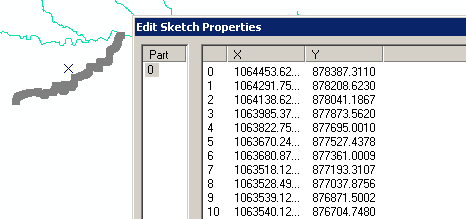 Edit Sketch Properties
Part
0
X Y
0 1064453.62... 878387.3110
1 1064291.75... 878208.6230
2 1064138.62... 878041.1867
3 1063985.37... 877873.5620
4 1063822.75... 877695.0010
5 1063670.24... 877527.4378
6 1063680.87... 877361.0009
7 1063518.12... 877193.3107
8 1063528.49... 877037.8756
9 1063539.12... 876871.5002
10 1063540.12... 876704.7480